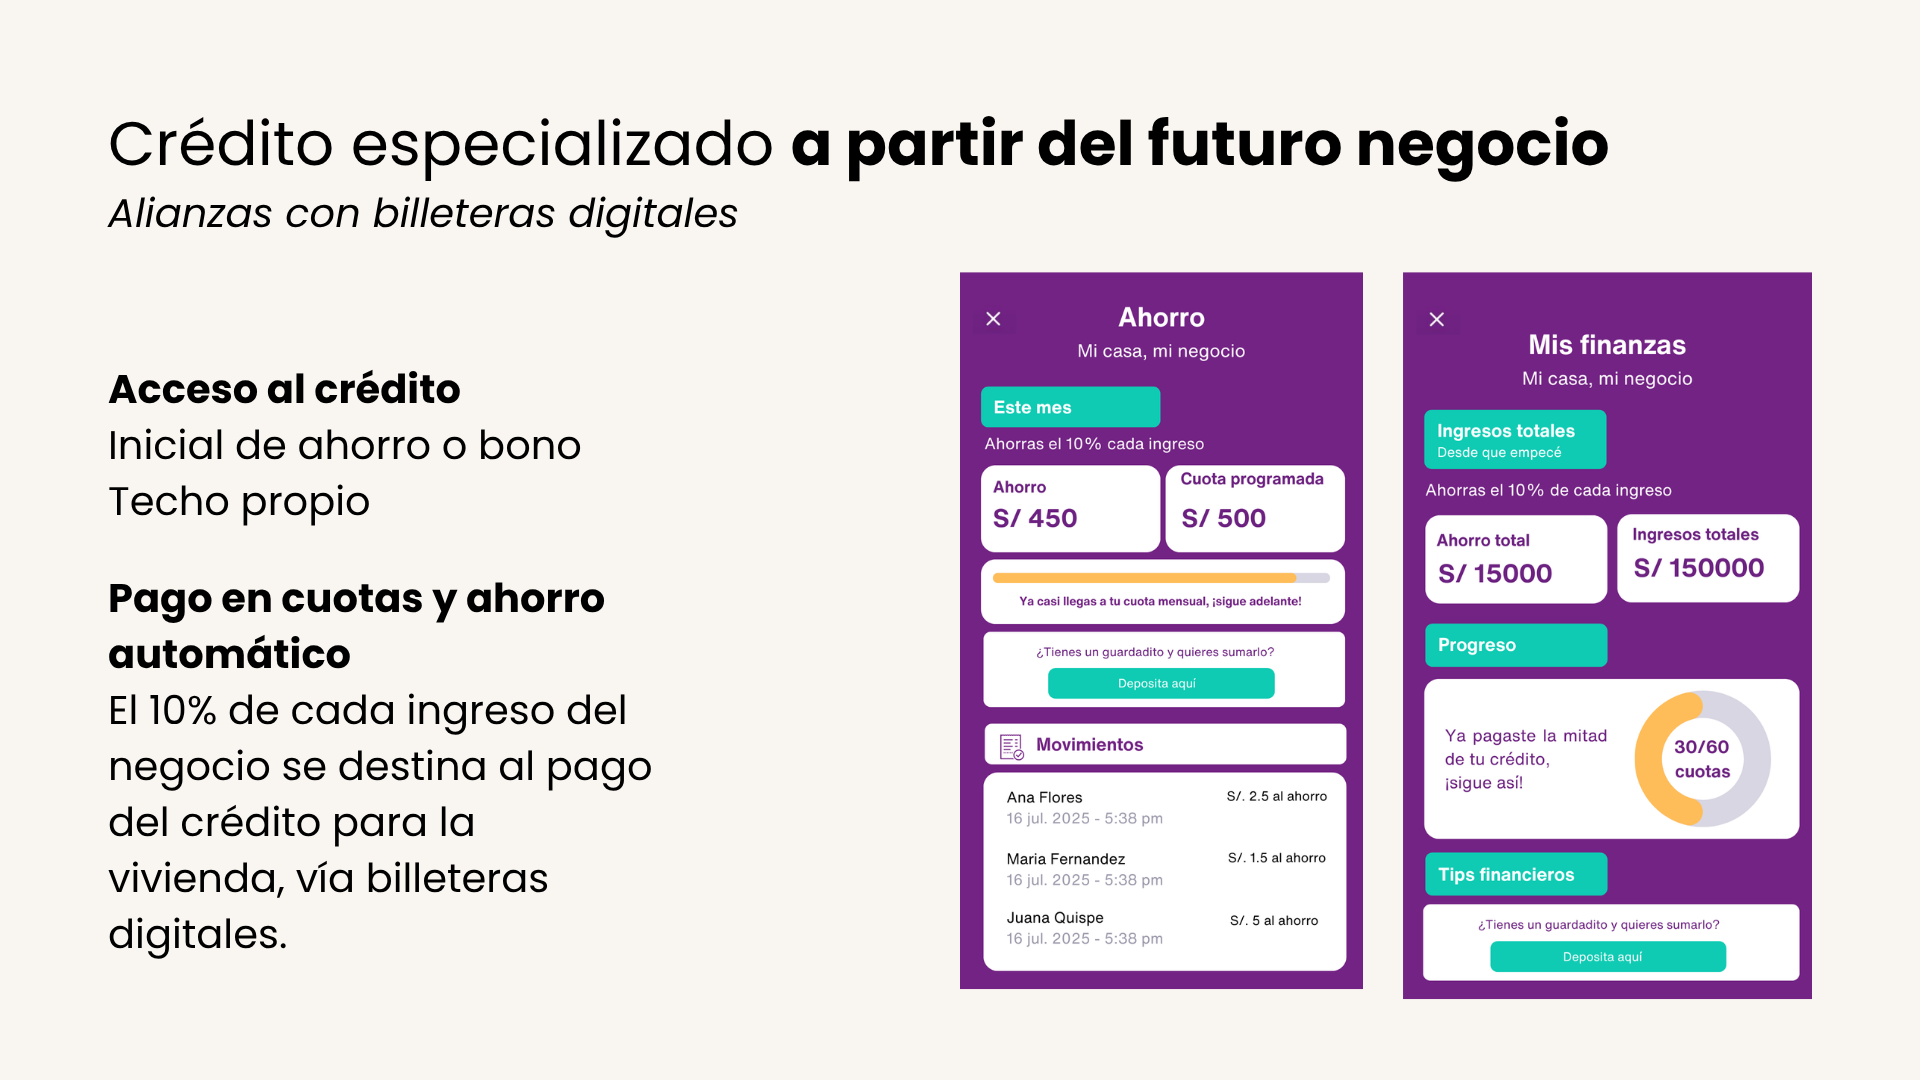 Crédito especializado a partir del futuro negocio
Alianzas con billeteras digitales
Acceso al crédito
Inicial de ahorro o bono
Techo propio
Pago en cuotas y ahorro
automático
El 10% de cada ingreso del
negocio se destina al pago
del crédito para la
vivienda, vía billeteras
digitales.
Ahorro
Mi casa, mi negocio
Este mes
Ahorras el 10% cada ingreso
Ahorro
S/ 450
Cuota programada
S/ 500
Ya casi llegas a tu cuota mensual, ¡sigue adelante!
¿Tienes un guardadito y quieres sumarlo?
Deposita aquí
Movimientos
Ana Flores
S/. 2.5 al ahorro
16 jul. 2025 - 5:38 pm
Maria Fernandez
S/. 1.5 al ahorro
16 jul. 2025 - 5:38 pm
Juana Quispe
S/. 5 al ahorro
16 jul. 2025 - 5:38 pm
Mis finanzas
Mi casa, mi negocio
Ingresos totales
Desde que empecé
Ahorras el 10% de cada ingreso
Ahorro total
S/ 15000
Ingresos totales
S/ 150000
Progreso
Ya pagaste la mitad
de tu crédito,
¡sigue así!
30/60
cuotas
Tips financieros
¿Tienes un guardadito y quieres sumarlo?
Deposita aquí